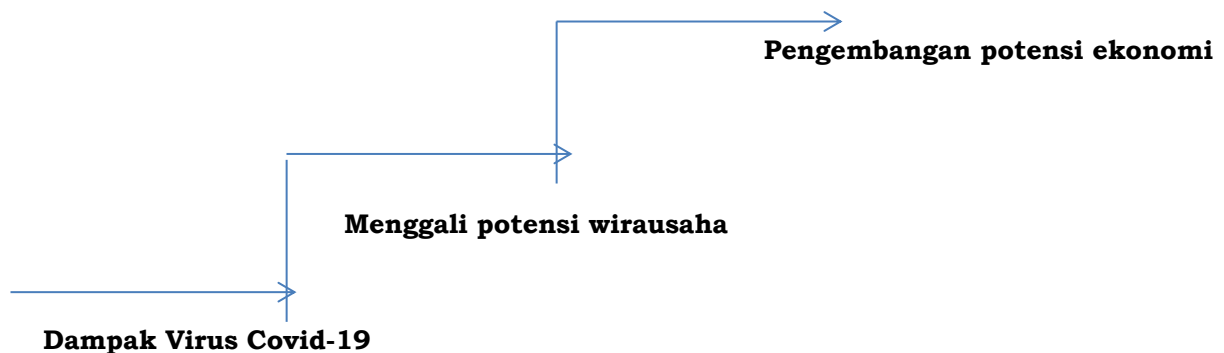 Pengembangan potensi ekonomi
Menggali potensi wirausaha
Dampak Virus Covid-19